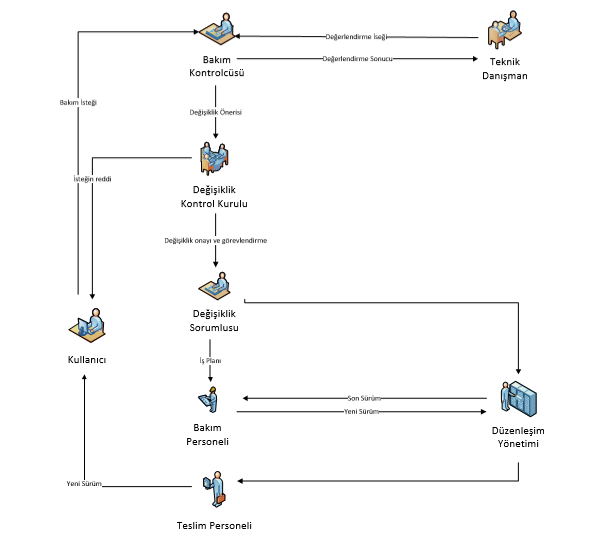 Değerlendirme İseği
Bakım
Kontrolcüsü
Değerlendirme Sonucu
Teknik
Danışman
Bakım İsteği
Değişiklik Önerisi
İsteğin reddi
Değişiklik
Kontrol Kurulu
Değişiklik onayı ve görevlendirme
Değişiklik
Sorumlusu
Kullanıcı
İş Planı
Son Sürüm
Yeni Sürüm
Bakım
Personeli
Düzenleşim
Yönetimi
Yeni Sürüm
Teslim Personeli